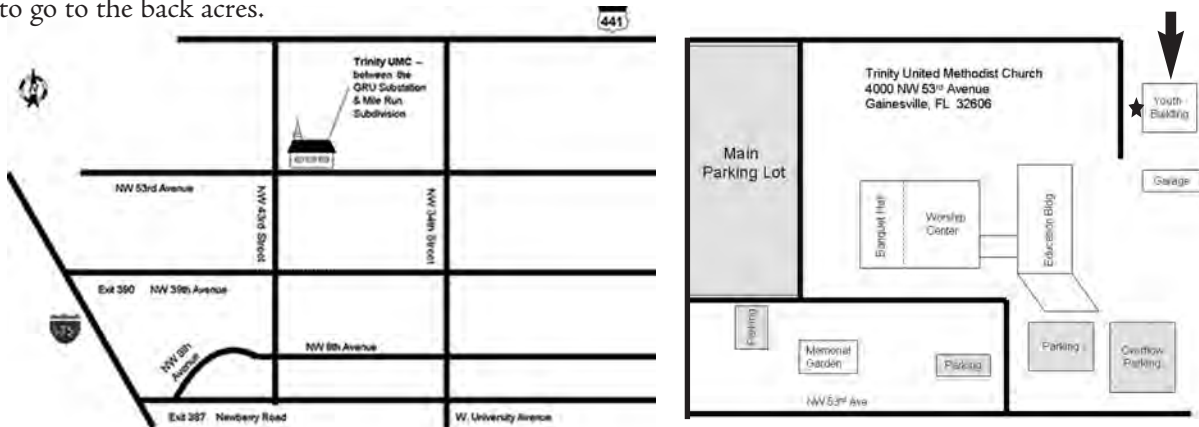 to go to the back acres.
441
Trinity UMC –
between the
GRU Substation
& Mile Run
Subdivision
NW 53rd Avenue
NW 43rd Street
NW 34th Street
Exit 390 NW 39th Avenue
NW 8th
Avenue
NW 8th Avenue
Exit 387 Newberry Road
W. University Avenue
Trinity United Methodist Church
4000 NW 53rd Avenue
Gainesville, FL 32606
Youth
Building
Main
Parking Lot
Garage
Banquet Hall
Worship
Center
Education Bldg
Parking
Memorial
Garden
Parking
Parking
Overflow
Parking
NW 53rd Ave